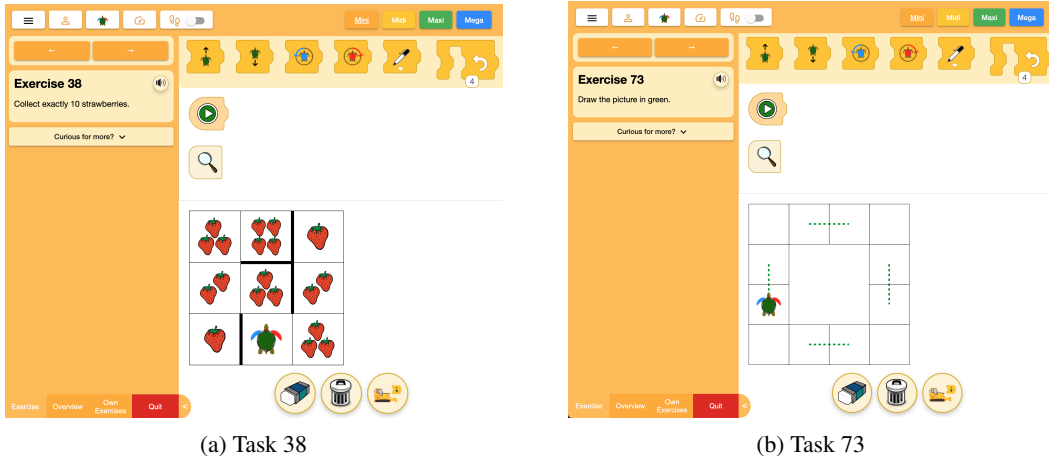 Mini Midi Maxi Mega
← →
4
Exercise 38
Collect exactly 10 strawberries.
Curious for more?
Exercise Overview Own Exercises Quit <
(a) Task 38
Mini Midi Maxi Mega
← →
4
Exercise 73
Draw the picture in green.
Curious for more?
Exercise Overview Own Exercises Quit <
(b) Task 73